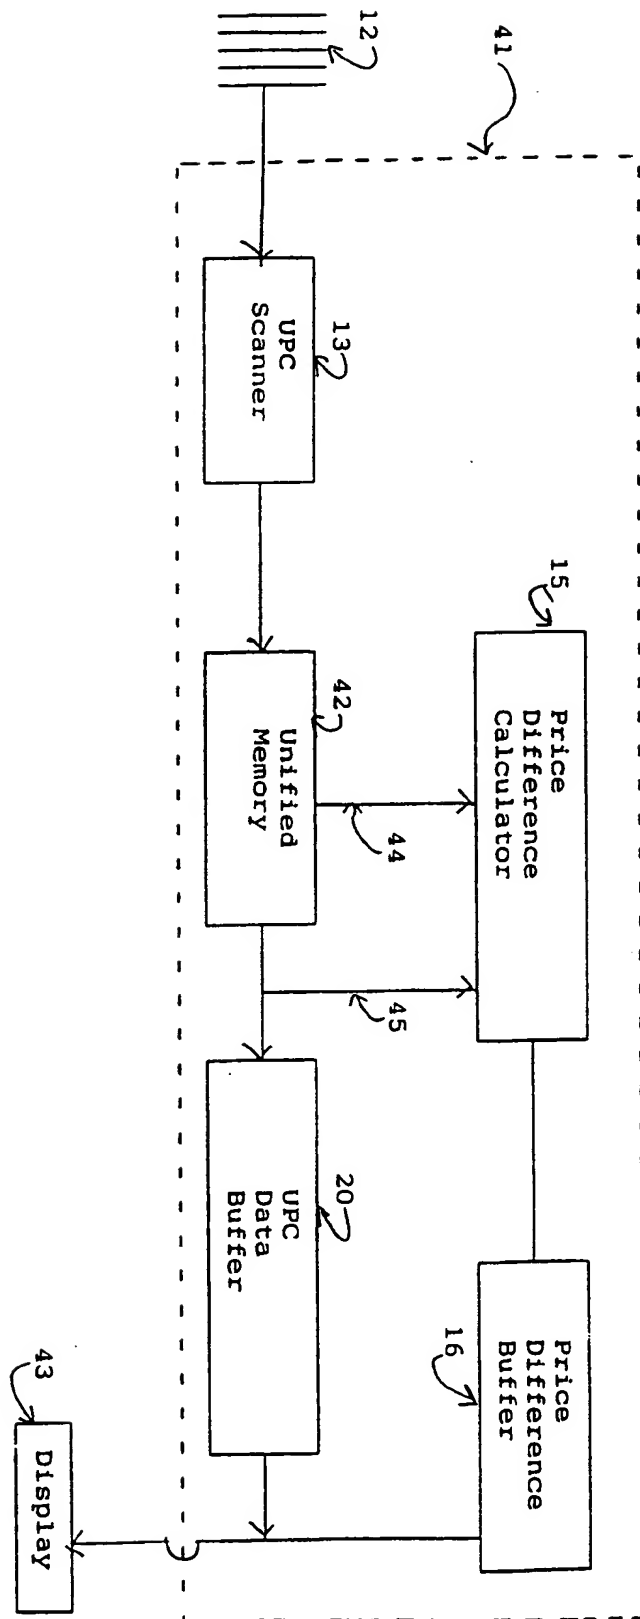 41
12
13
UPC
Scanner
15
Price
Difference
Calculator
42
Unified
Memory
44
45
Price
Difference
Buffer
16
20
UPC
Data
Buffer
43
Display